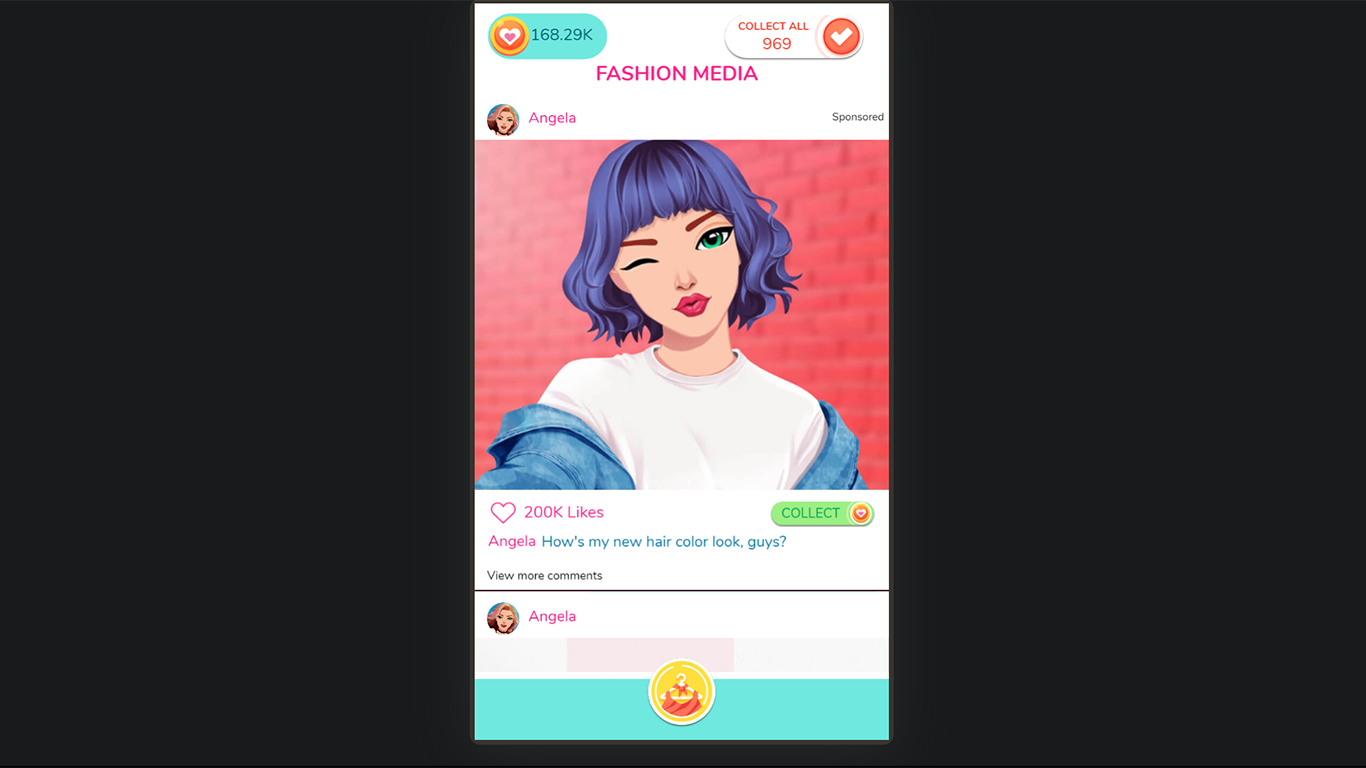 168.29K
COLLECT ALL
969
FASHION MEDIA
Angela
Sponsored
200K Likes
COLLECT
Angela How's my new hair color look, guys?
View more comments
Angela